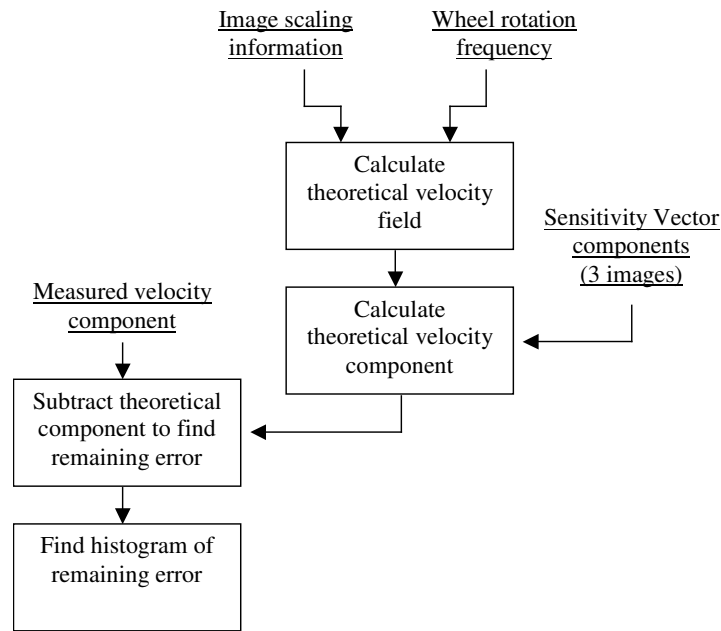 Image scaling
information
Wheel rotation
frequency
Calculate
theoretical velocity
field
Sensitivity Vector
components
(3 images)
Measured velocity
component
Calculate
theoretical velocity
component
Subtract theoretical
component to find
remaining error
Find histogram of
remaining error